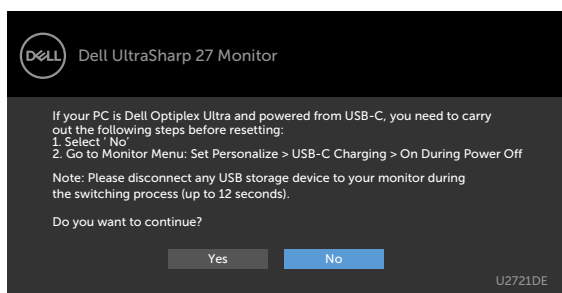 DELL
Dell UltraSharp 27 Monitor
If your PC is Dell Optiplex Ultra and powered from USB-C, you need to carry
out the following steps before resetting:
1. Select ‘ No’
2. Go to Monitor Menu: Set Personalize > USB-C Charging > On During Power Off
Note: Please disconnect any USB storage device to your monitor during
the switching process (up to 12 seconds).
Do you want to continue?
Yes No
U2721DE